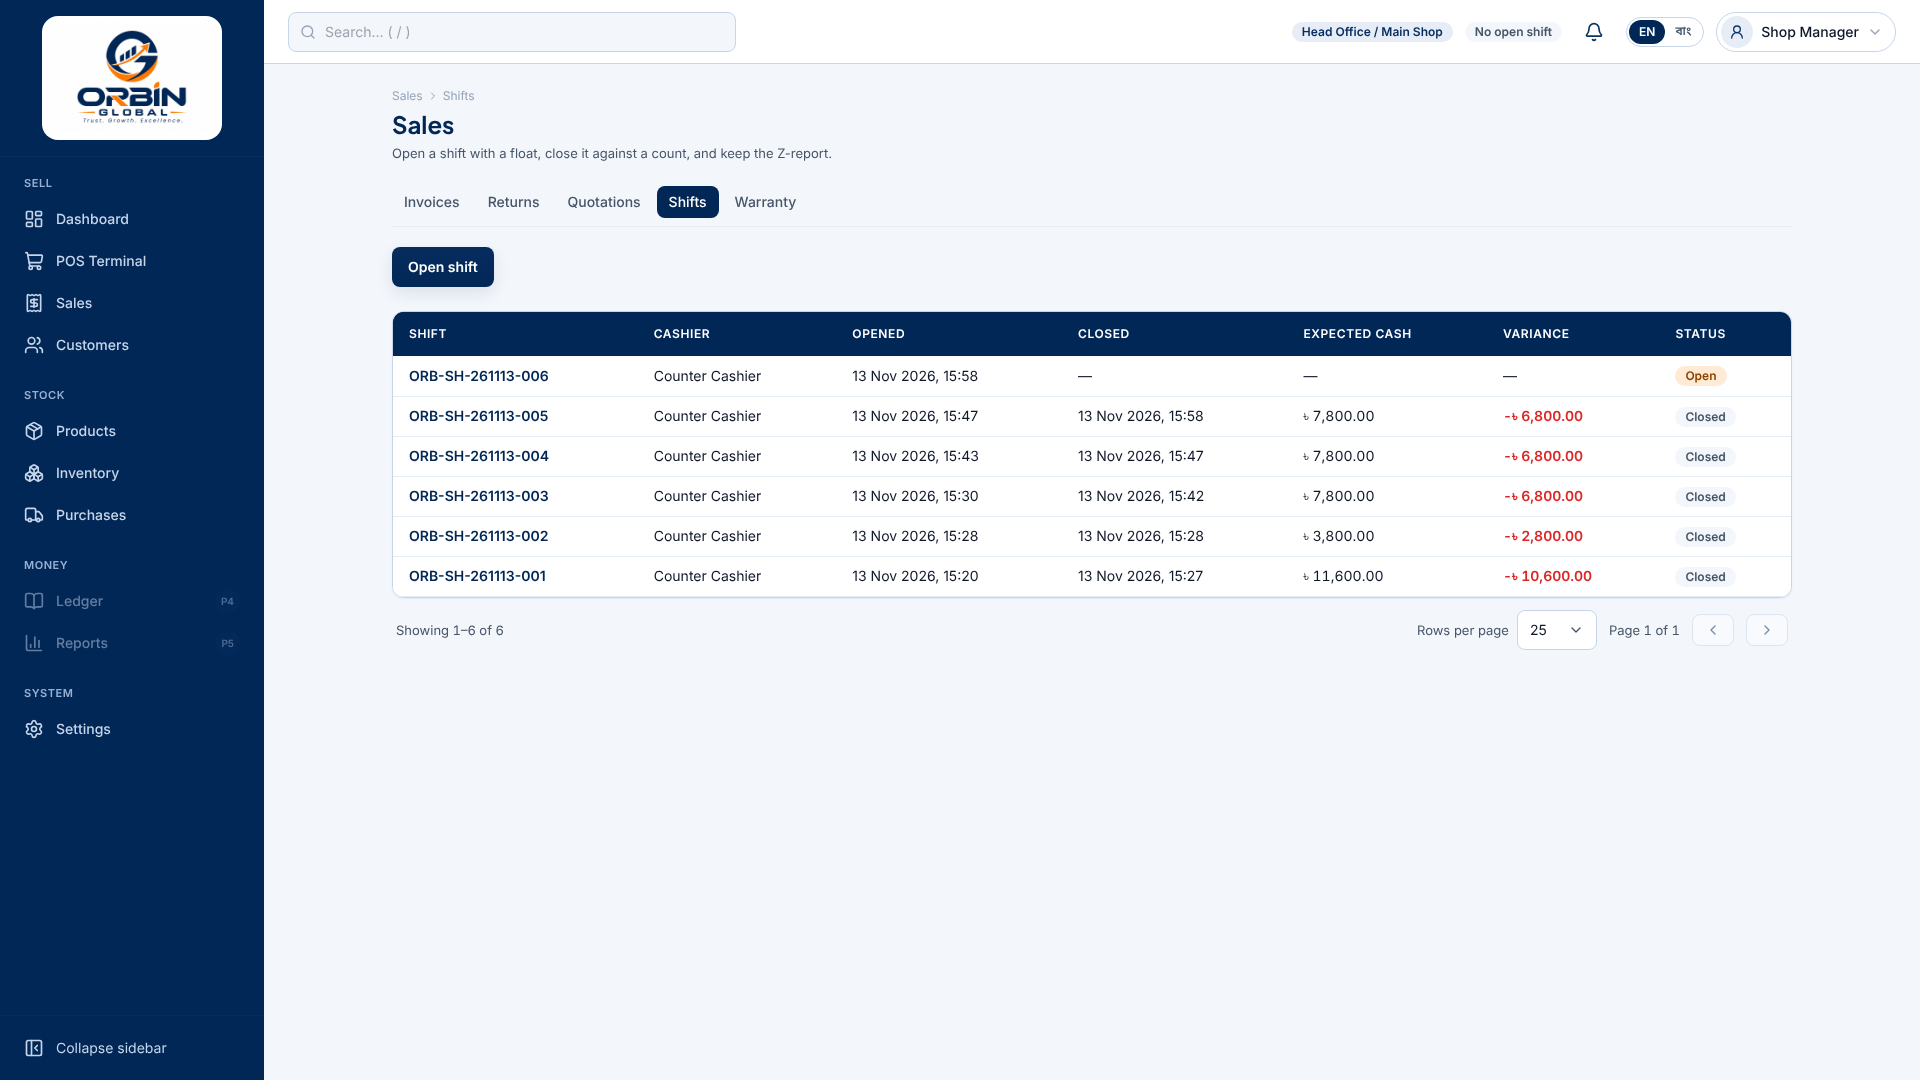 ORBIN
GLOBAL
Trust. Growth. Excellence.
SELL
Dashboard
POS Terminal
Sales
Customers
STOCK
Products
Inventory
Purchases
MONEY
Ledger P4
Reports P5
SYSTEM
Settings
Collapse sidebar
Search... ( / )
Head Office / Main Shop No open shift EN বাং Shop Manager
Sales > Shifts
Sales
Open a shift with a float, close it against a count, and keep the Z-report.
Invoices Returns Quotations Shifts Warranty
Open shift
SHIFT CASHIER OPENED CLOSED EXPECTED CASH VARIANCE STATUS
ORB-SH-261113-006 Counter Cashier 13 Nov 2026, 15:58 — — — Open
ORB-SH-261113-005 Counter Cashier 13 Nov 2026, 15:47 13 Nov 2026, 15:58 ৳ 7,800.00 -৳ 6,800.00 Closed
ORB-SH-261113-004 Counter Cashier 13 Nov 2026, 15:43 13 Nov 2026, 15:47 ৳ 7,800.00 -৳ 6,800.00 Closed
ORB-SH-261113-003 Counter Cashier 13 Nov 2026, 15:30 13 Nov 2026, 15:42 ৳ 7,800.00 -৳ 6,800.00 Closed
ORB-SH-261113-002 Counter Cashier 13 Nov 2026, 15:28 13 Nov 2026, 15:28 ৳ 3,800.00 -৳ 2,800.00 Closed
ORB-SH-261113-001 Counter Cashier 13 Nov 2026, 15:20 13 Nov 2026, 15:27 ৳ 11,600.00 -৳ 10,600.00 Closed
Showing 1–6 of 6 Rows per page 25 Page 1 of 1